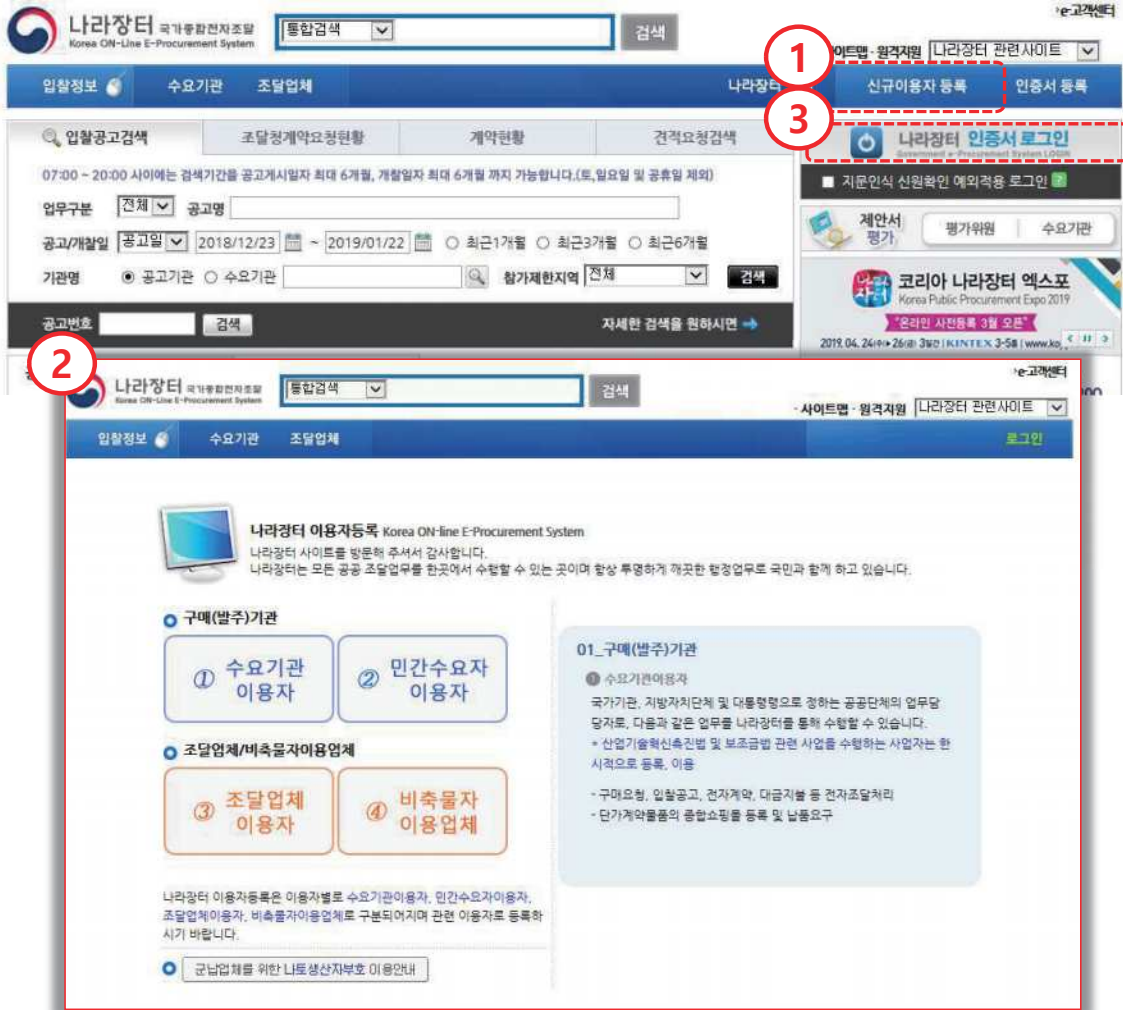 ›e-고객센터
나라장터 국가종합전자조달
Korea ON-Line E-Procurement System
통합검색
검색
이트맵 · 원격지원 나라장터 관련사이트
1
입찰정보 수요기관 조달업체 나라장터 신규이용자 등록 인증서 등록
3
입찰공고검색 조달청계약요청현황 계약현황 견적요청검색
나라장터 인증서 로그인
Government e-Procurement System LOGIN
07:00 ~ 20:00 사이에는 검색기간을 공고게시일자 최대 6개월, 개찰일자 최대 6개월 까지 가능합니다.(토,일요일 및 공휴일 제외)
지문인식 신원확인 예외적용 로그인 ?
업무구분 전체 공고명
제안서 평가 평가위원 수요기관
공고/개찰일 공고일 2018/12/23 ~ 2019/01/22 최근1개월 최근3개월 최근6개월
기관명 공고기관 수요기관 참가제한지역 전체 검색
나라장터 코리아 나라장터 엑스포
Korea Public Procurement Expo 2019
"온라인 사전등록 3월 오픈"
공고번호 검색 자세한 검색을 원하시면
2019. 04. 24(수)▸26(금) 3일간 | KINTEX 3-5홀 | www.ko
2
›e-고객센터
나라장터 국가종합전자조달
Korea ON-Line E-Procurement System
통합검색
검색
· 사이트맵 · 원격지원 나라장터 관련사이트
입찰정보 수요기관 조달업체 로그인
나라장터 이용자등록 Korea ON-line E-Procurement System
나라장터 사이트를 방문해 주셔서 감사합니다.
나라장터는 모든 공공 조달업무를 한곳에서 수행할 수 있는 곳이며 항상 투명하게 깨끗한 행정업무로 국민과 함께 하고 있습니다.
구매(발주)기관
① 수요기관 이용자
② 민간수요자 이용자
조달업체/비축물자이용업체
③ 조달업체 이용자
④ 비축물자 이용업체
나라장터 이용자등록은 이용자별로 수요기관이용자, 민간수요자이용자,
조달업체이용자, 비축물자이용업체로 구분되어지며 관련 이용자로 등록하
시기 바랍니다.
군납업체를 위한 나토생산자부호 이용안내
01_구매(발주)기관
❶ 수요기관이용자
국가기관, 지방자치단체 및 대통령령으로 정하는 공공단체의 업무담
당자로, 다음과 같은 업무를 나라장터를 통해 수행할 수 있습니다.
* 산업기술혁신촉진법 및 보조금법 관련 사업을 수행하는 사업자는 한
시적으로 등록, 이용
- 구매요청, 입찰공고, 전자계약, 대금지불 등 전자조달처리
- 단가계약물품의 종합쇼핑몰 등록 및 납품요구